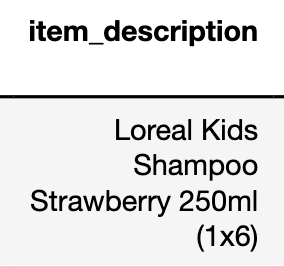 item_description
Loreal Kids
Shampoo
Strawberry 250ml
(1x6)